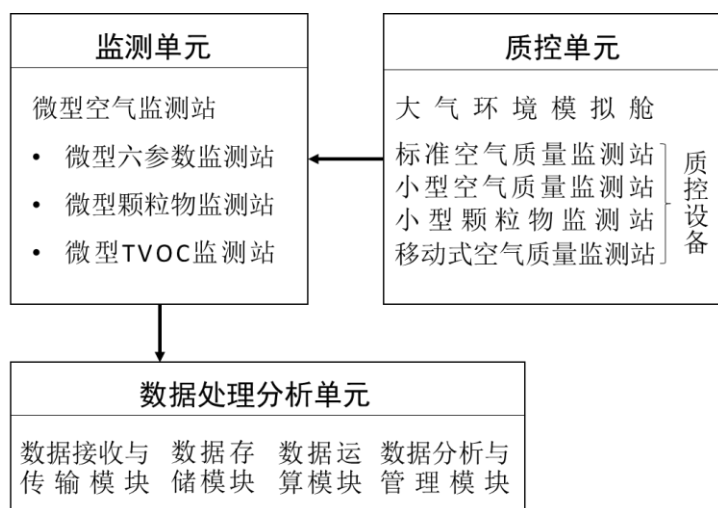 监测单元
微型空气监测站
• 微型六参数监测站
• 微型颗粒物监测站
• 微型TVOC监测站
质控单元
大气环境模拟舱
标准空气质量监测站
小型空气质量监测站
小型颗粒物监测站
移动式空气质量监测站
质控设备
数据处理分析单元
数据接收与
传输模块
数据存
储模块
数据运
算模块
数据分析与
管理模块